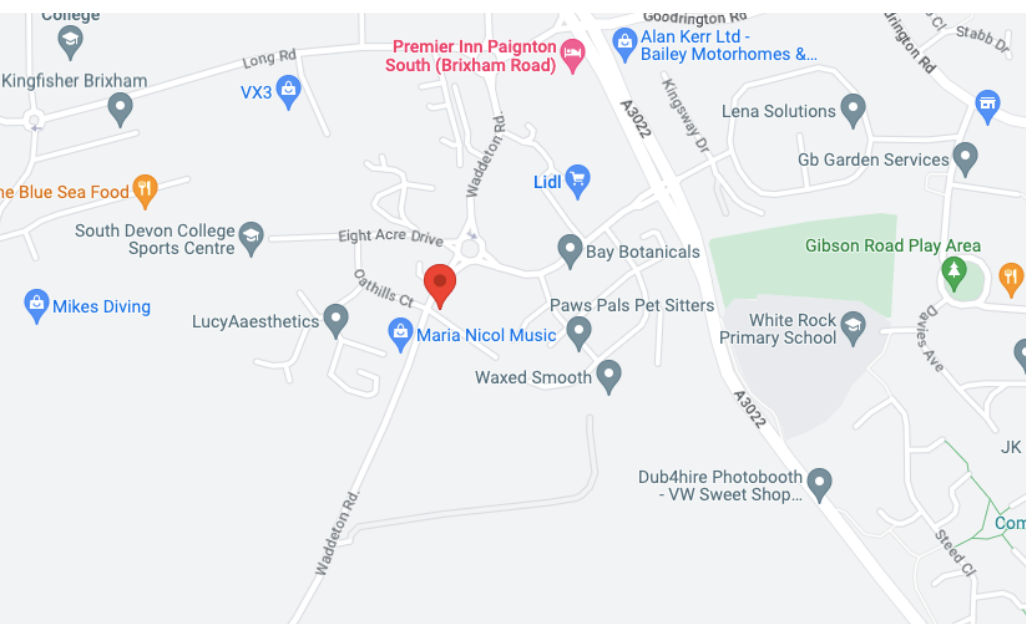 College
Goodrington Rd
Premier Inn Paignton
South (Brixham Road)
Alan Kerr Ltd -
Bailey Motorhomes &…
Stabb Dr
Long Rd
Kingfisher Brixham
VX3
A3022
Kingsway Dr
Lena Solutions
Waddeton Rd.
Gb Garden Services
Lidl
Blue Sea Food
South Devon College
Sports Centre
Eight Acre Drive
Bay Botanicals
Gibson Road Play Area
Oathills Ct
Mikes Diving
LucyAaesthetics
Maria Nicol Music
Paws Pals Pet Sitters
White Rock
Primary School
Davies Ave
Waxed Smooth
A3022
JK
Dub4hire Photobooth
- VW Sweet Shop…
Waddeton Rd.
Steed Cl